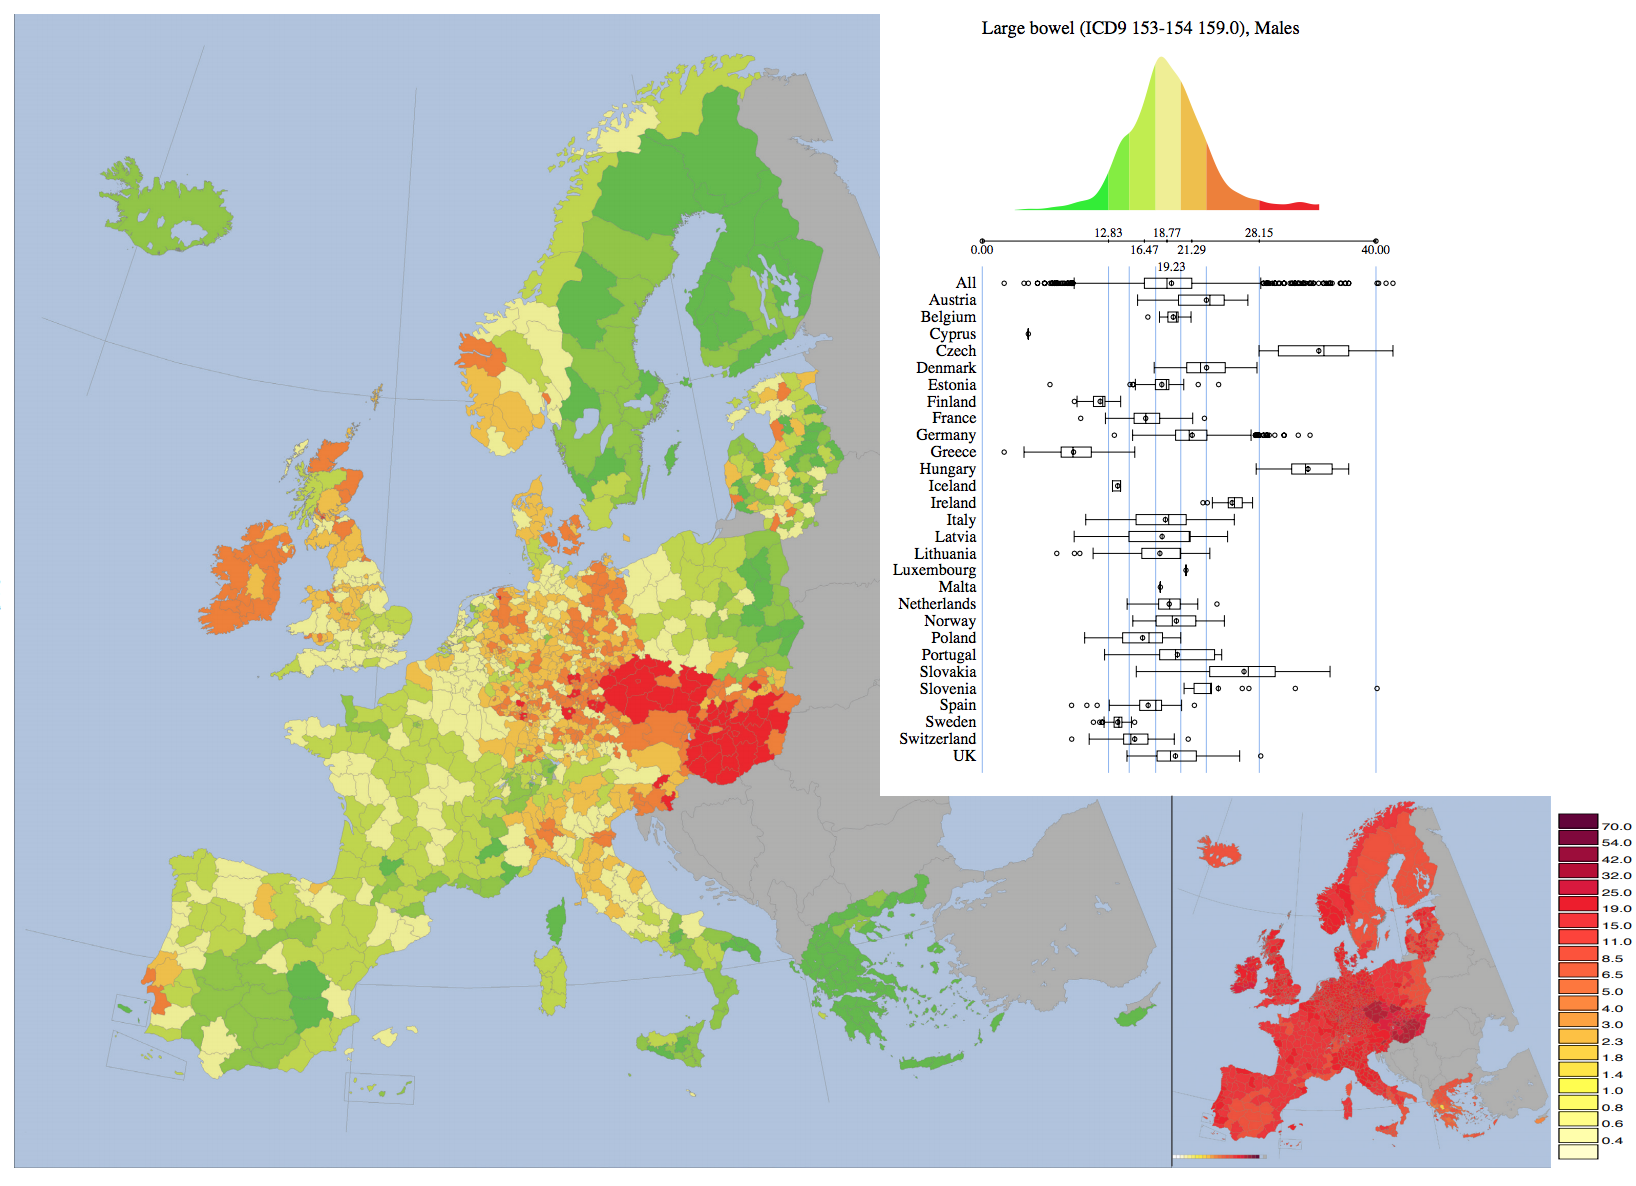 Large bowel (ICD9 153-154 159.0), Males
12.83 18.77 28.15
0.00 16.47 21.29 40.00
19.23
All
Austria
Belgium
Cyprus
Czech
Denmark
Estonia
Finland
France
Germany
Greece
Hungary
Iceland
Ireland
Italy
Latvia
Lithuania
Luxembourg
Malta
Netherlands
Norway
Poland
Portugal
Slovakia
Slovenia
Spain
Sweden
Switzerland
UK
70.0
54.0
42.0
32.0
25.0
19.0
15.0
11.0
8.5
6.5
5.0
4.0
3.0
2.3
1.8
1.4
1.0
0.8
0.6
0.4